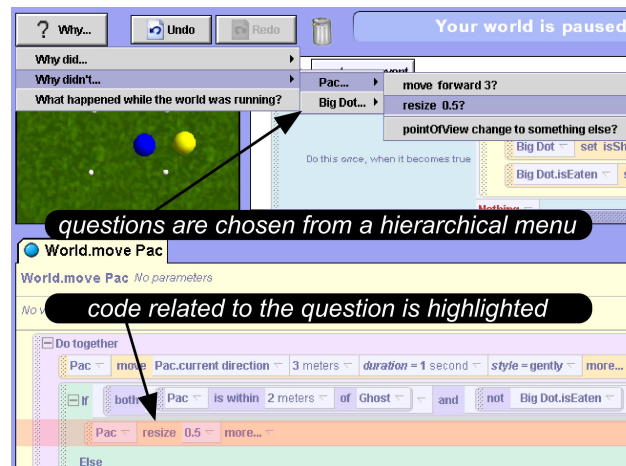 ? Why...
Undo
Redo
Your world is paused
Why did...
Why didn't...
What happened while the world was running?
Pac...
Big Dot...
move forward 3?
resize 0.5?
pointOfView change to something else?
Do this once, when it becomes true
Big Dot set isSh
Big Dot.isEaten
Nothing
questions are chosen from a hierarchical menu
World.move Pac
World.move Pac No parameters
No v
code related to the question is highlighted
Do together
Pac move Pac.current direction 3 meters duration = 1 second style = gently more...
If both Pac is within 2 meters of Ghost and not Big Dot.isEaten
Pac resize 0.5 more...
Else